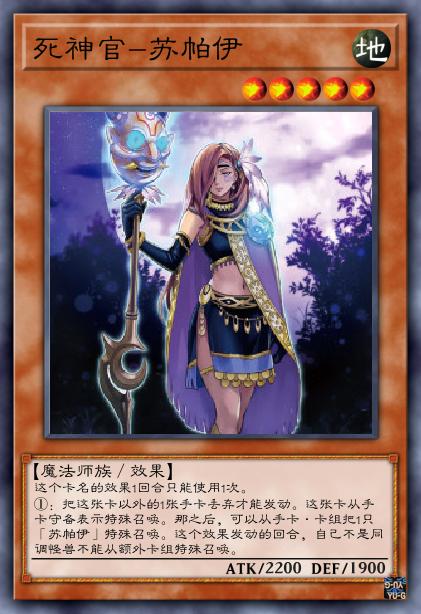 死神官-苏帕伊
地
【魔法师族/效果】
这个卡名的效果1回合只能使用1次。
①：把这张卡以外的1张手卡丢弃才能发动。这张卡从手
卡守备表示特殊召唤。那之后，可以从手卡・卡组把1只
「苏帕伊」特殊召唤。这个效果发动的回合，自己不是同
调怪兽不能从额外卡组特殊召唤。
ATK/2200 DEF/1900